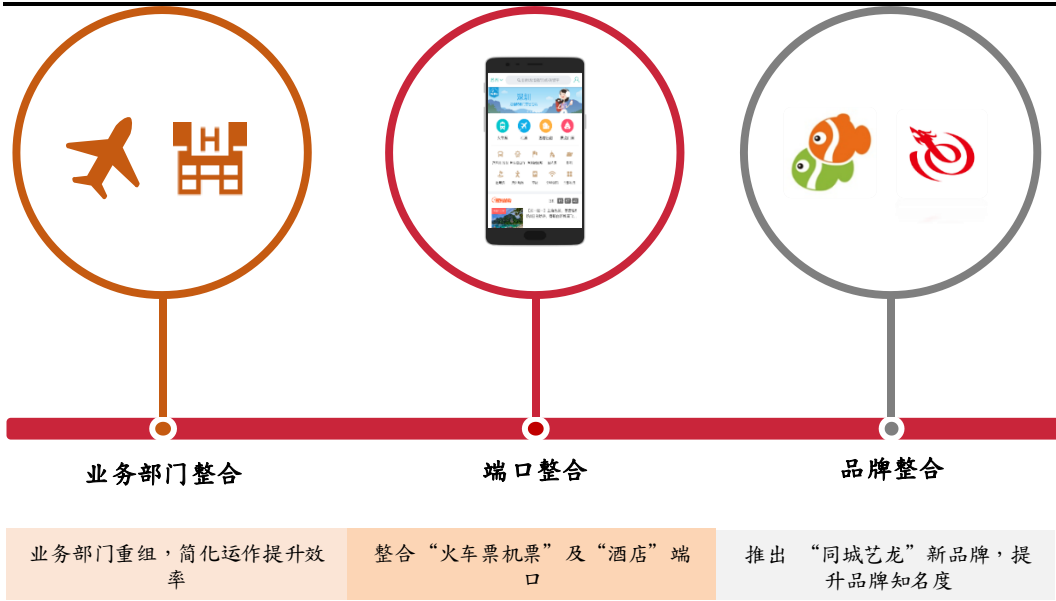 业务部门整合
端口整合
品牌整合
业务部门重组，简化运作提升效
率
整合“火车票机票”及“酒店”端
口
推出 “同城艺龙”新品牌，提
升品牌知名度